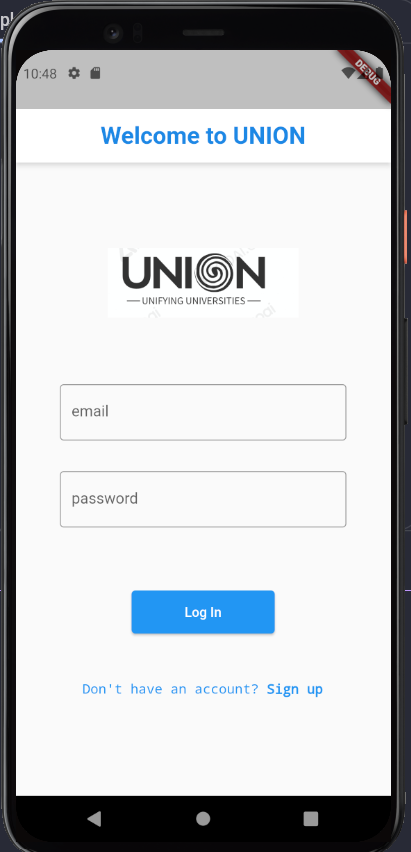 10:48
DEBUG
Welcome to UNION
UNION
UNIFYING UNIVERSITIES
email
password
Log In
Don't have an account? Sign up